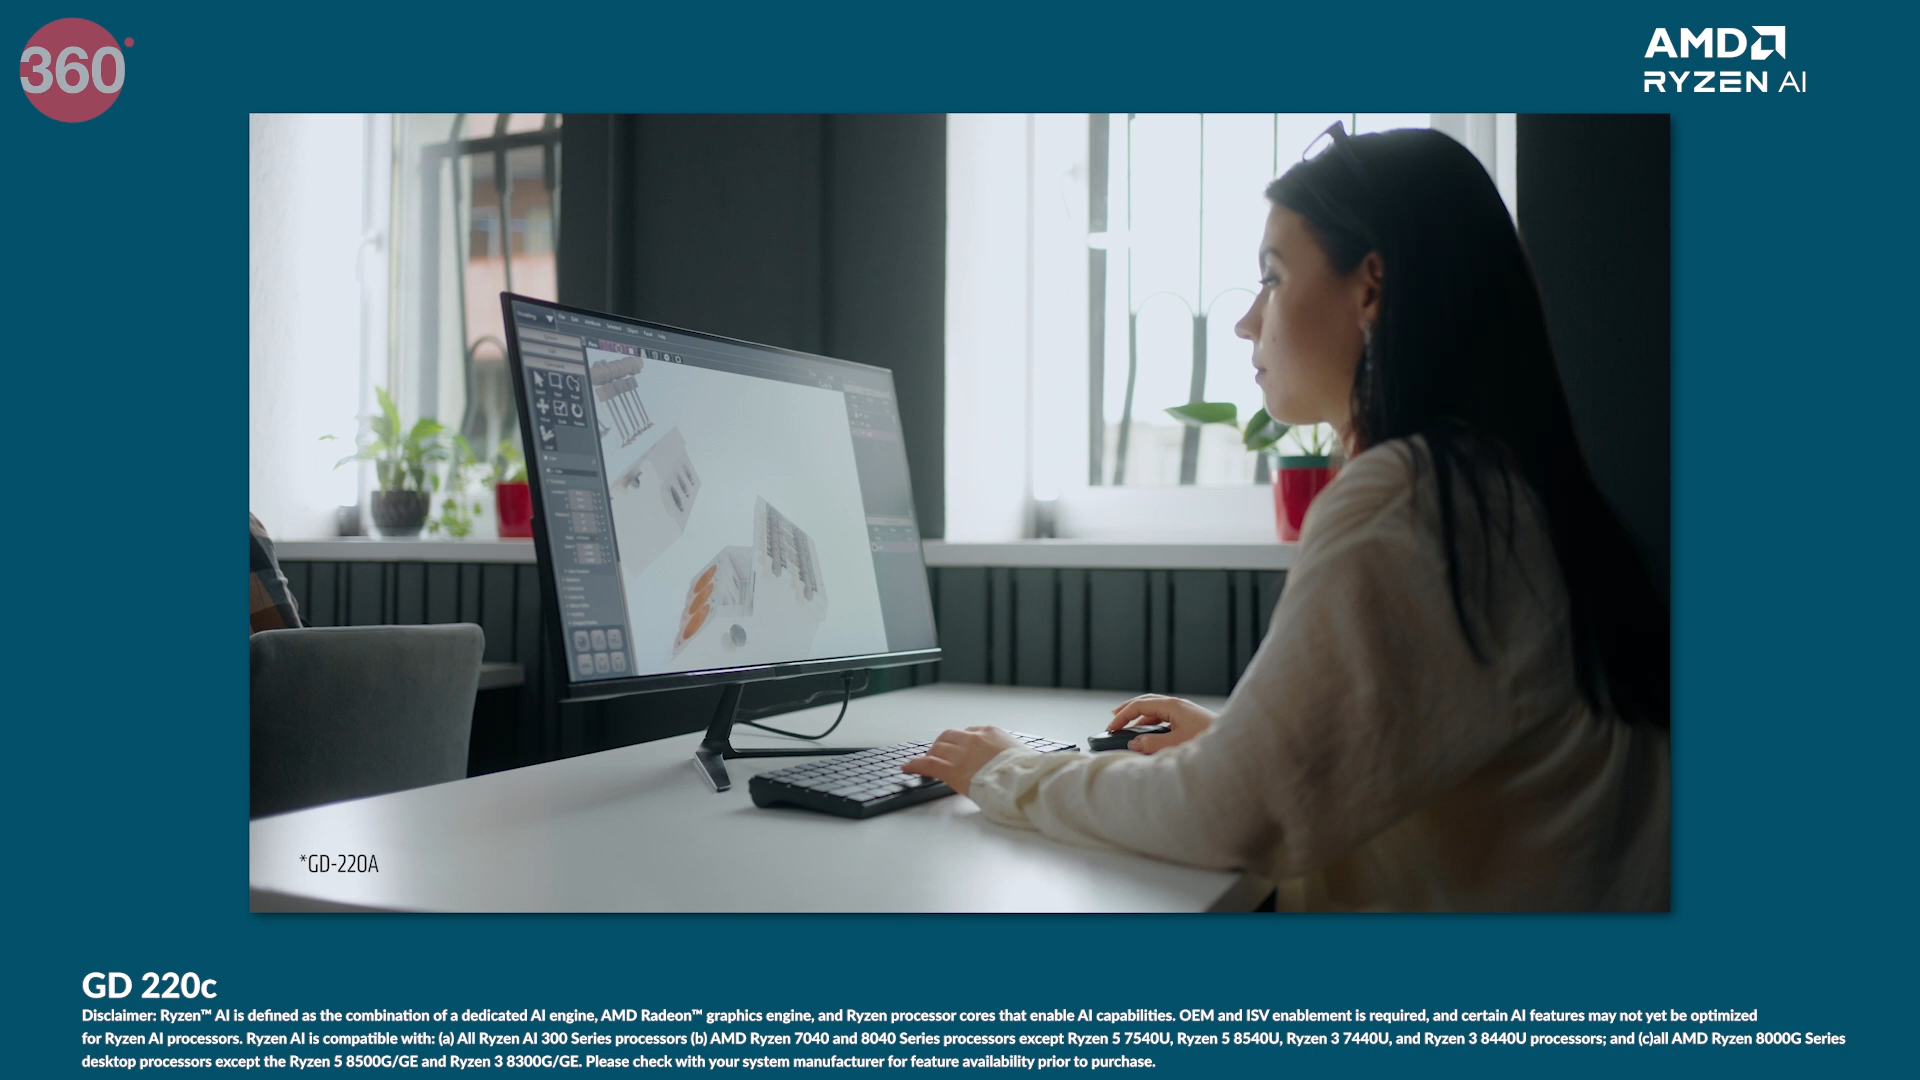 360
AMD
RYZEN AI
*GD-220A
GD 220c
Disclaimer: Ryzen™ AI is defined as the combination of a dedicated AI engine, AMD Radeon™ graphics engine, and Ryzen processor cores that enable AI capabilities. OEM and ISV enablement is required, and certain AI features may not yet be optimized
for Ryzen AI processors. Ryzen AI is compatible with: (a) All Ryzen AI 300 Series processors (b) AMD Ryzen 7040 and 8040 Series processors except Ryzen 5 7540U, Ryzen 5 8540U, Ryzen 3 7440U, and Ryzen 3 8440U processors; and (c)all AMD Ryzen 8000G Series
desktop processors except the Ryzen 5 8500G/GE and Ryzen 3 8300G/GE. Please check with your system manufacturer for feature availability prior to purchase.